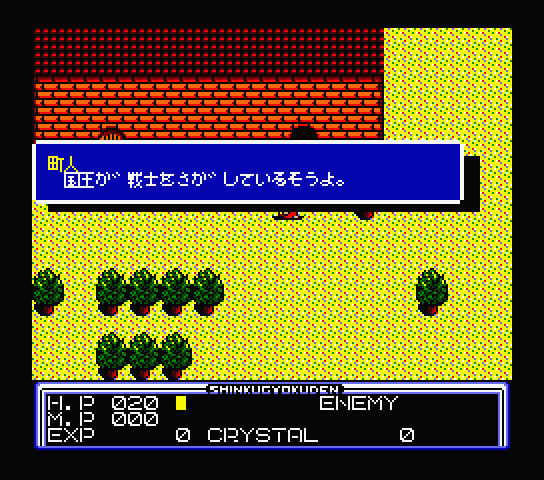 町人
国王が 戦士をさが しているそうよ。
SHINKUGYOKUDEN
H.P 020 ENEMY
M.P 000
EXP 0 CRYSTAL 0